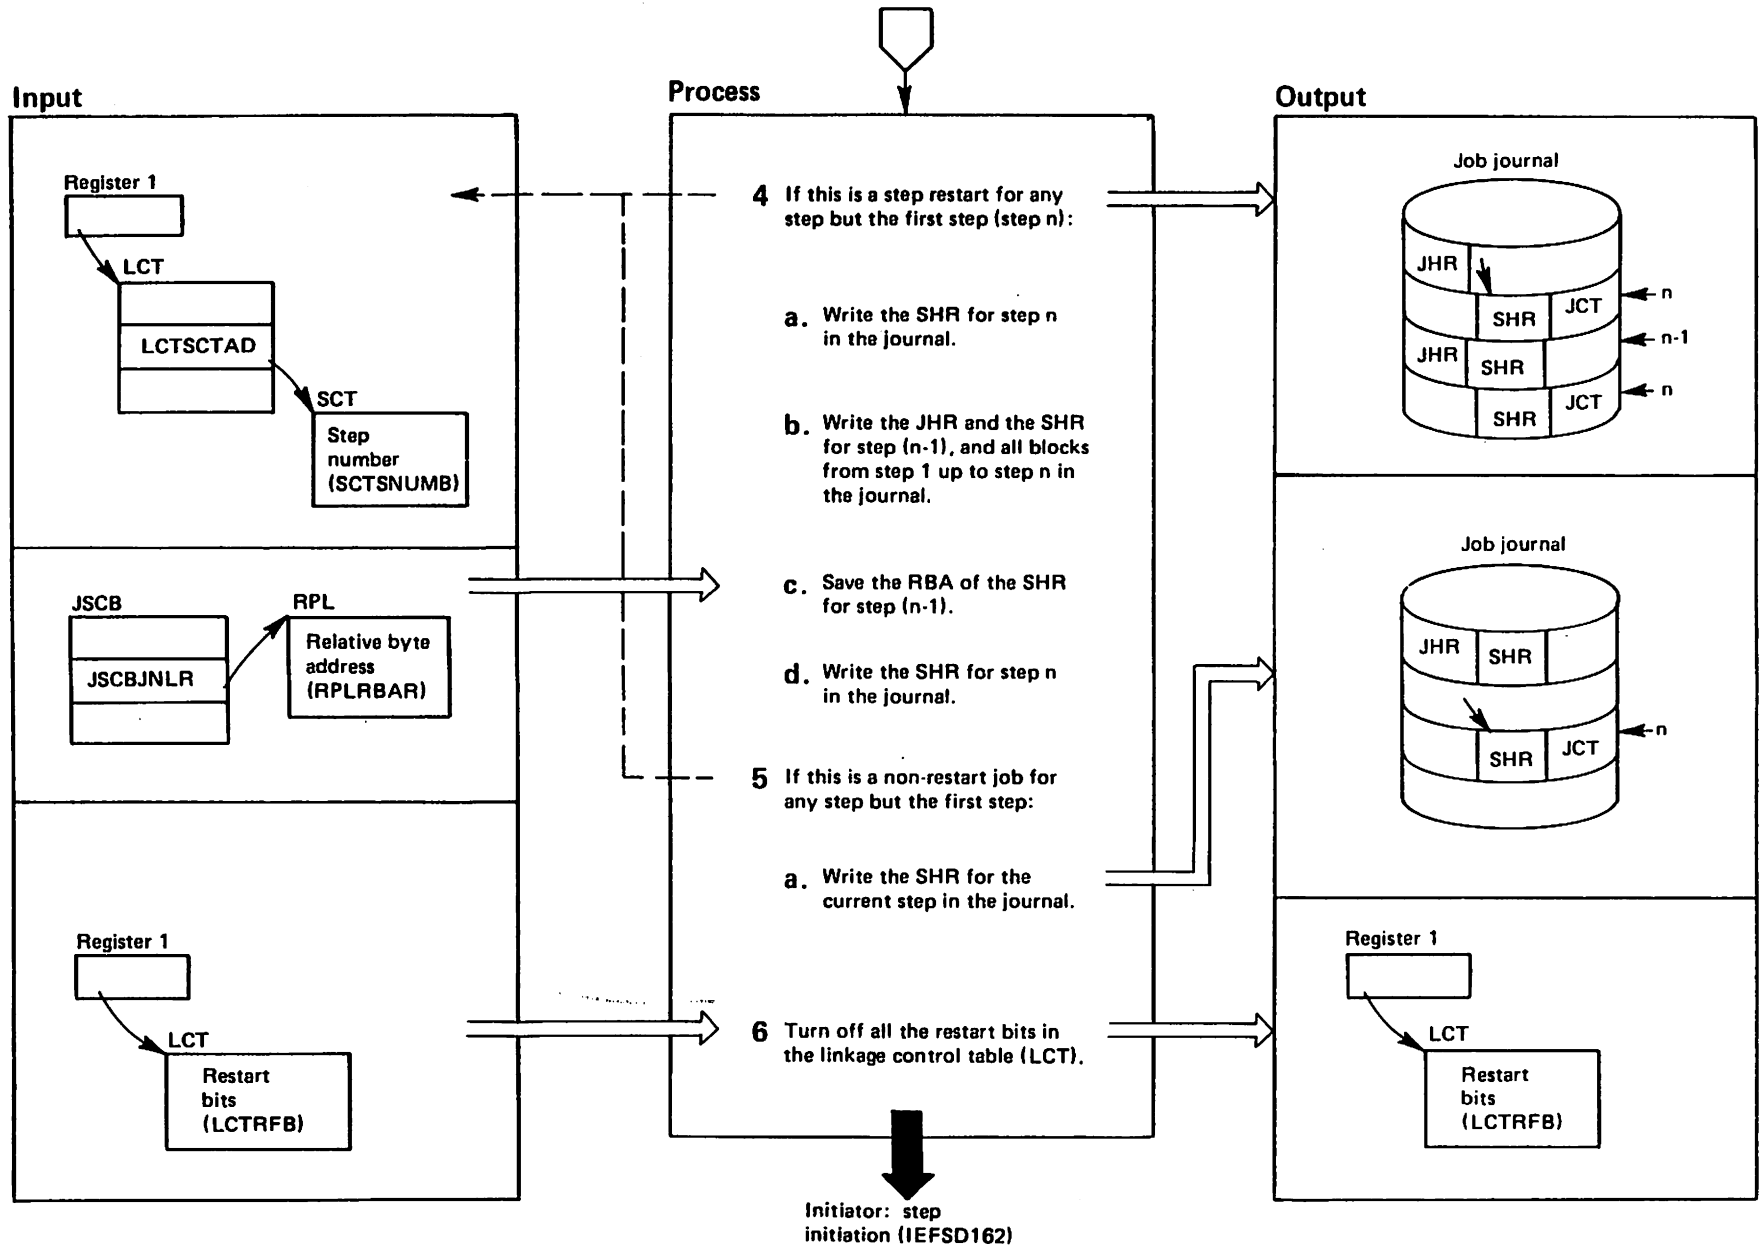 Input
Register 1
LCT
LCTSCTAD
SCT
Step
number
(SCTSNUMB)
JSCB
JSCBJNLR
RPL
Relative byte
address
(RPLRBAR)
Register 1
LCT
Restart
bits
(LCTRFB)
Process
4 If this is a step restart for any
step but the first step (step n):
a. Write the SHR for step n
in the journal.
b. Write the JHR and the SHR
for step (n-1), and all blocks
from step 1 up to step n in
the journal.
c. Save the RBA of the SHR
for step (n-1).
d. Write the SHR for step n
in the journal.
5 If this is a non-restart job for
any step but the first step:
a. Write the SHR for the
current step in the journal.
6 Turn off all the restart bits in
the linkage control table (LCT).
Initiator: step
initiation (IEFSD162)
Output
Job journal
JHR
SHR JCT n
JHR SHR n-1
SHR JCT n
Job journal
JHR SHR
SHR JCT n
Register 1
LCT
Restart
bits
(LCTRFB)